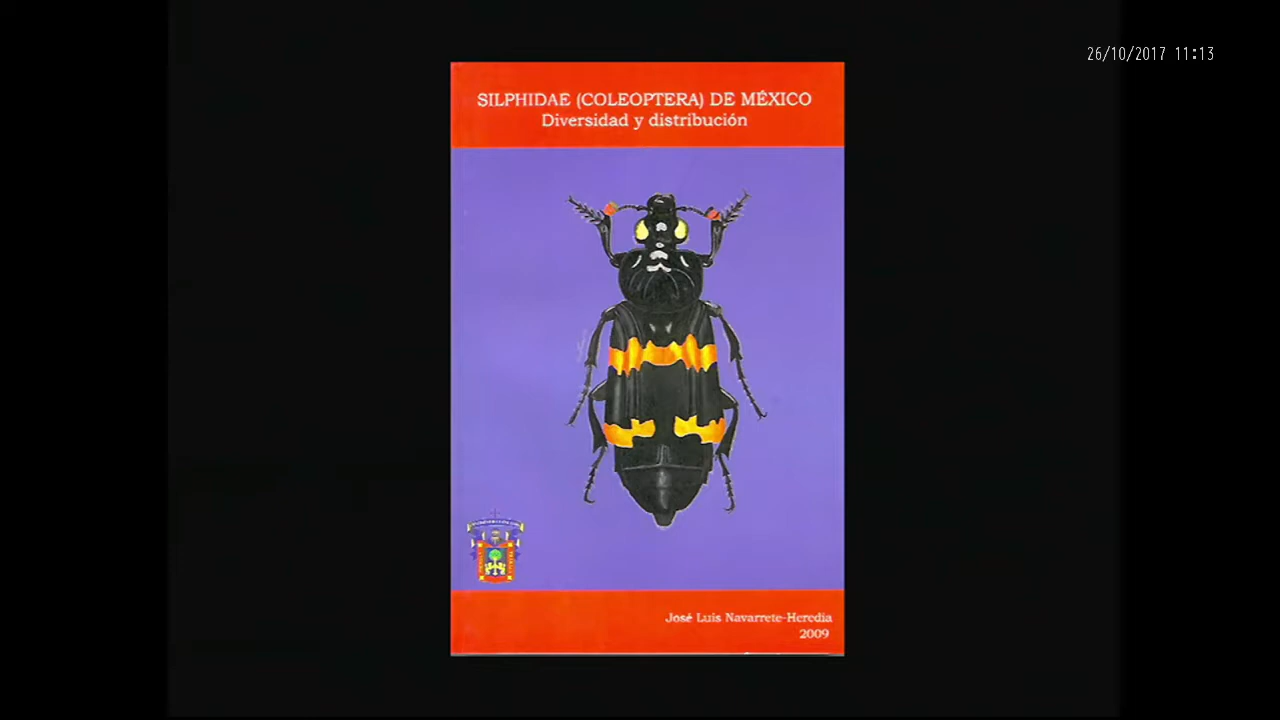 26/10/2017 11:13
SILPHIDAE (COLEOPTERA) DE MÉXICO
Diversidad y distribución
José Luis Navarrete-Heredia
2009